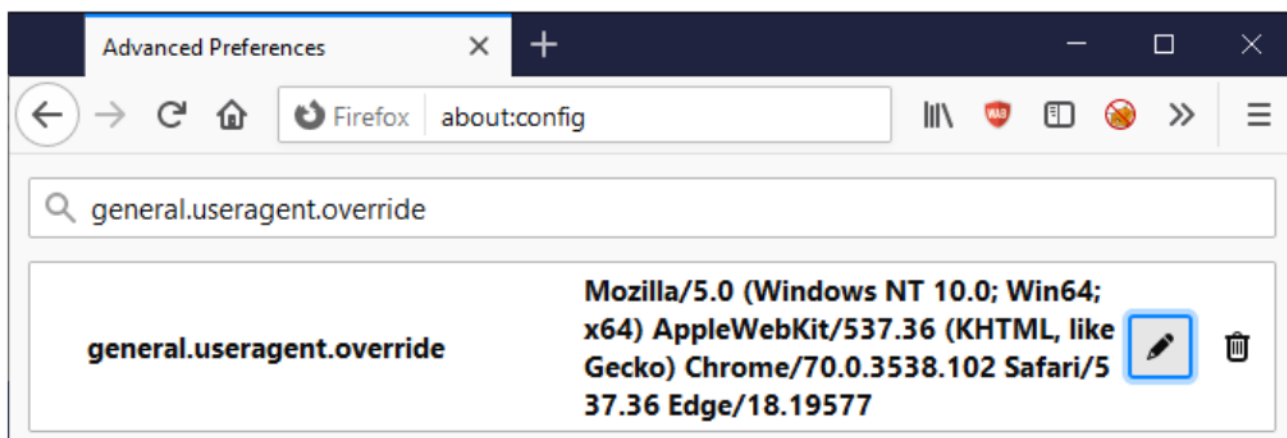 Advanced Preferences
Firefox about:config
general.useragent.override
general.useragent.override
Mozilla/5.0 (Windows NT 10.0; Win64;
x64) AppleWebKit/537.36 (KHTML, like
Gecko) Chrome/70.0.3538.102 Safari/5
37.36 Edge/18.19577